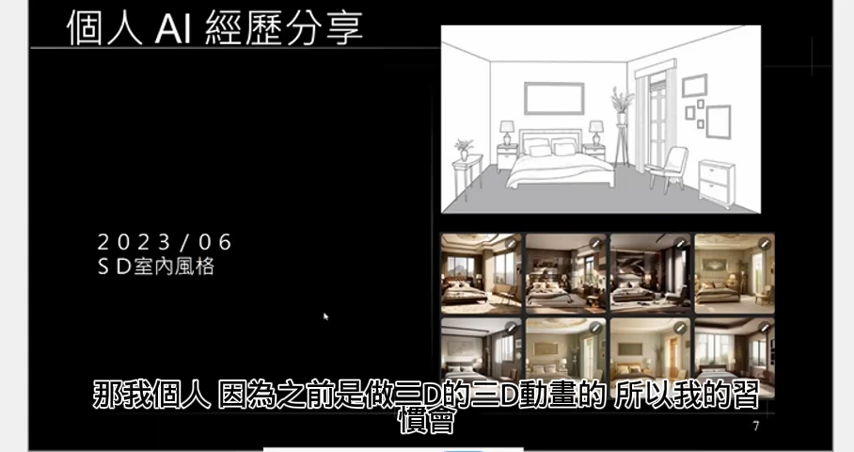 個人 AI 經歷分享
2023/06
SD室內風格
那我個人 因為之前是做三D的三D動畫的 所以我的習
慣會
7